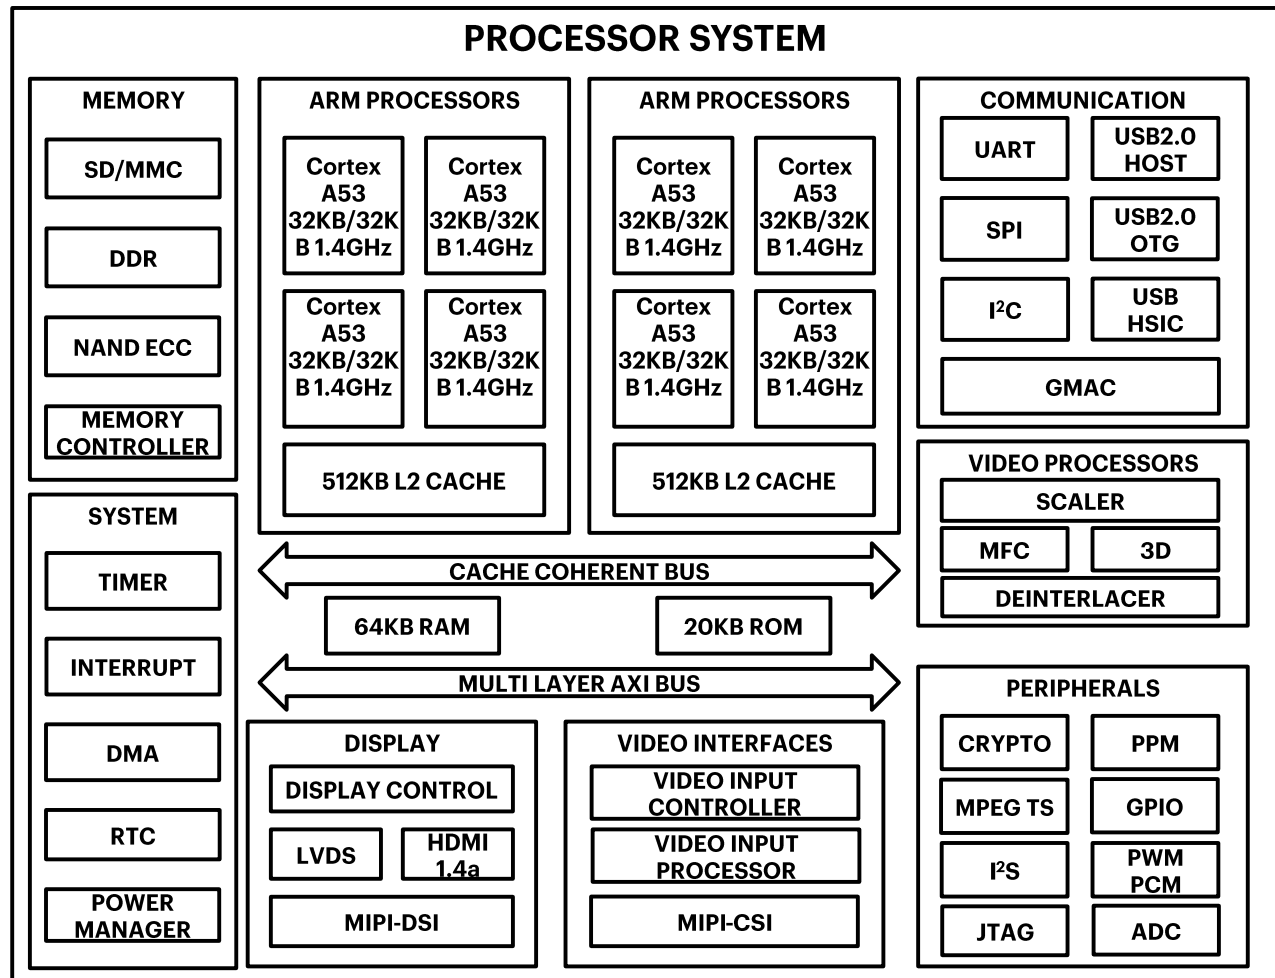 PROCESSOR SYSTEM
MEMORY
SD/MMC
DDR
NAND ECC
MEMORY
CONTROLLER
SYSTEM
TIMER
INTERRUPT
DMA
RTC
POWER
MANAGER
ARM PROCESSORS
Cortex
A53
32KB/32K
B 1.4GHz
Cortex
A53
32KB/32K
B 1.4GHz
Cortex
A53
32KB/32K
B 1.4GHz
Cortex
A53
32KB/32K
B 1.4GHz
512KB L2 CACHE
ARM PROCESSORS
Cortex
A53
32KB/32K
B 1.4GHz
Cortex
A53
32KB/32K
B 1.4GHz
Cortex
A53
32KB/32K
B 1.4GHz
Cortex
A53
32KB/32K
B 1.4GHz
512KB L2 CACHE
CACHE COHERENT BUS
64KB RAM
20KB ROM
MULTI LAYER AXI BUS
DISPLAY
DISPLAY CONTROL
LVDS
HDMI
1.4a
MIPI-DSI
VIDEO INTERFACES
VIDEO INPUT
CONTROLLER
VIDEO INPUT
PROCESSOR
MIPI-CSI
COMMUNICATION
UART
USB2.0
HOST
SPI
USB2.0
OTG
I²C
USB
HSIC
GMAC
VIDEO PROCESSORS
SCALER
MFC
3D
DEINTERLACER
PERIPHERALS
CRYPTO
PPM
MPEG TS
GPIO
I²S
PWM
PCM
JTAG
ADC